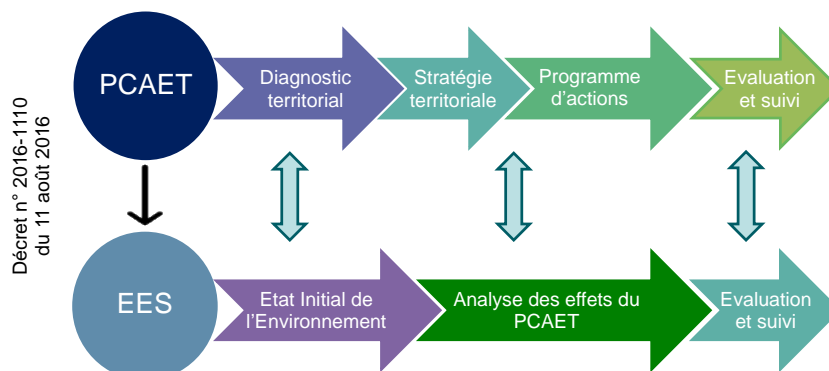 Décret n° 2016-1110
du 11 août 2016
PCAET
Diagnostic
territorial
Stratégie
territoriale
Programme
d'actions
Evaluation
et suivi
EES
Etat Initial de
l'Environnement
Analyse des effets du
PCAET
Evaluation
et suivi